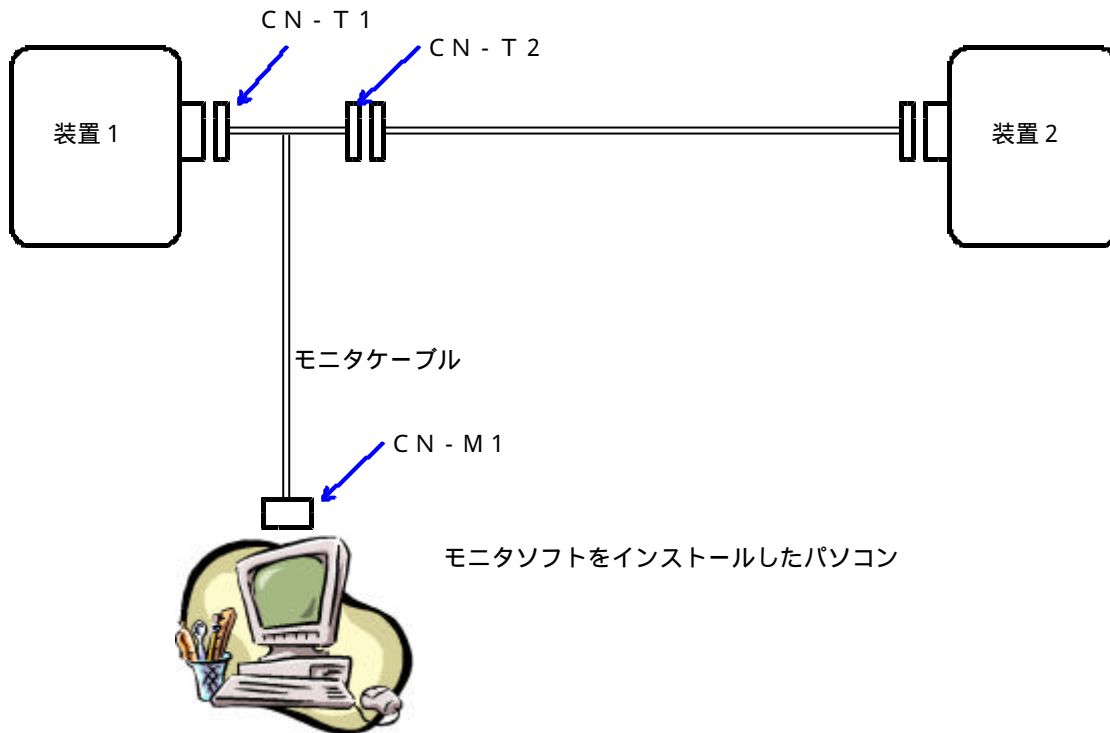 ＣＮ－Ｔ１
ＣＮ－Ｔ２
装置１
装置２
モニタケーブル
ＣＮ－Ｍ１
モニタソフトをインストールしたパソコン